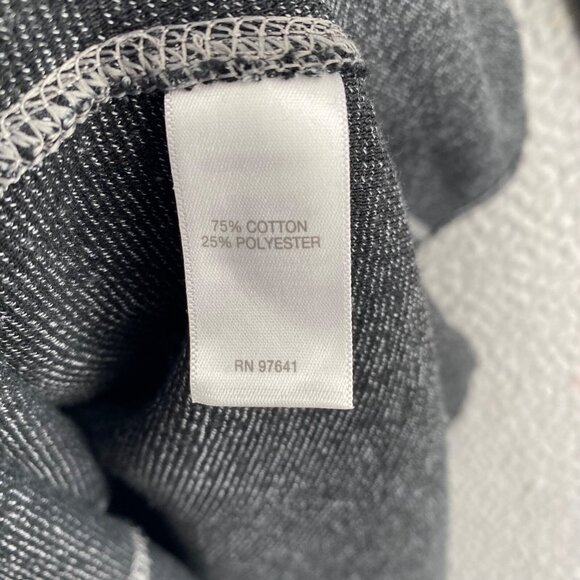 75% COTTON
25% POLYESTER
RN 97641